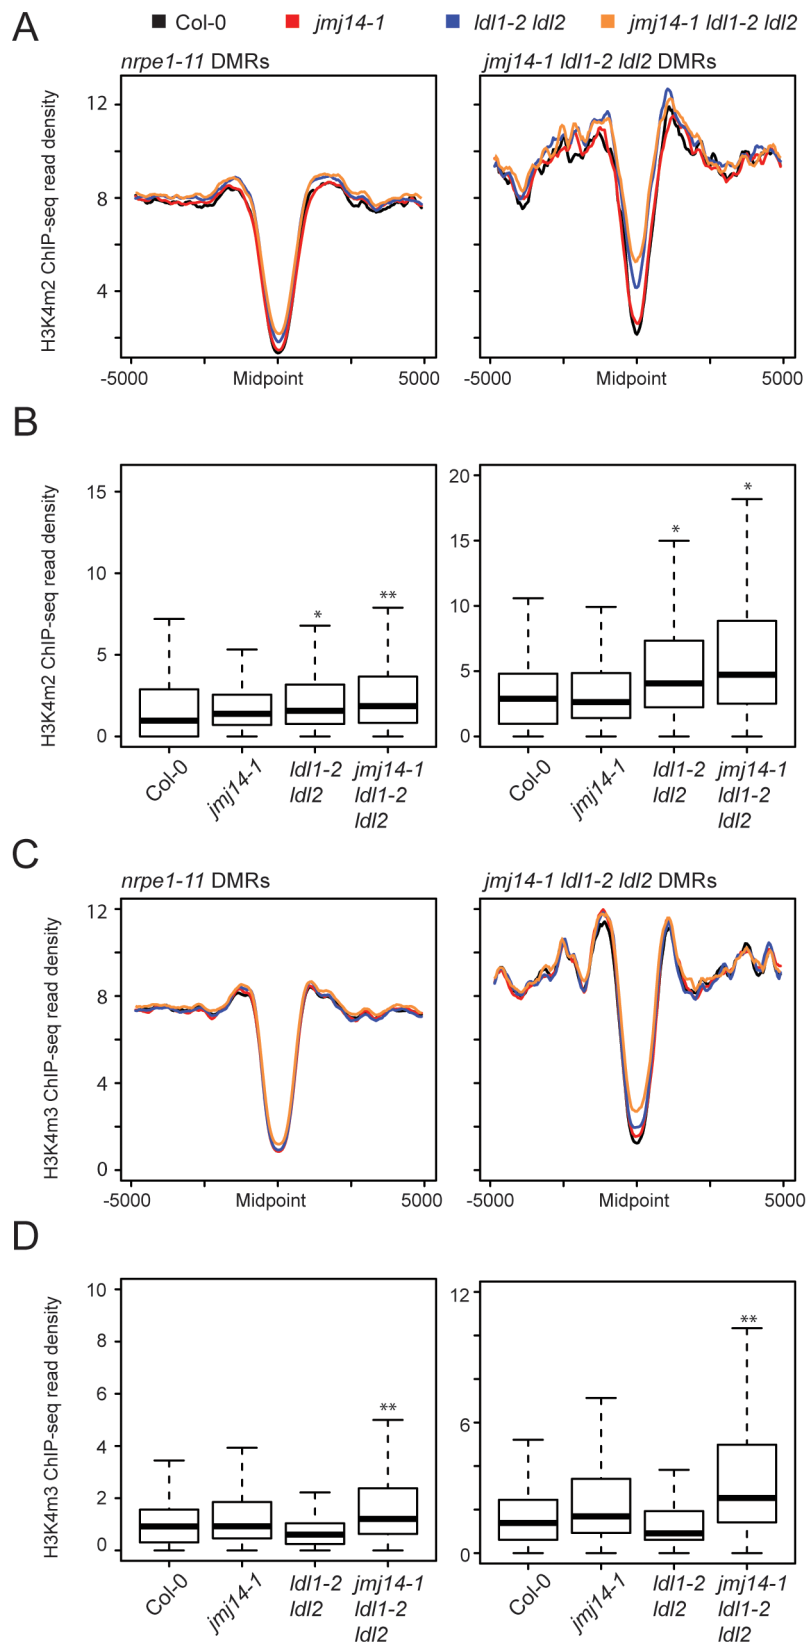 A
Col-0 jmj14-1 ldl1-2 ldl2 jmj14-1 ldl1-2 ldl2
nrpe1-11 DMRs jmj14-1 ldl1-2 ldl2 DMRs
H3K4m2 ChIP-seq read density
12
8
4
-5000 Midpoint 5000 -5000 Midpoint 5000
B
H3K4m2 ChIP-seq read density
15
10
5
0
* **
20
15
10
5
0
* *
Col-0 jmj14-1 ldl1-2 jmj14-1 Col-0 jmj14-1 ldl1-2 jmj14-1
ldl2 ldl1-2 ldl2 ldl1-2
ldl2 ldl2
C
nrpe1-11 DMRs jmj14-1 ldl1-2 ldl2 DMRs
H3K4m3 ChIP-seq read density
12
8
4
0
-5000 Midpoint 5000 -5000 Midpoint 5000
D
H3K4m3 ChIP-seq read density
10
8
6
4
2
0
**
12
6
0
**
Col-0 jmj14-1 ldl1-2 jmj14-1 Col-0 jmj14-1 ldl1-2 jmj14-1
ldl2 ldl1-2 ldl2 ldl1-2
ldl2 ldl2